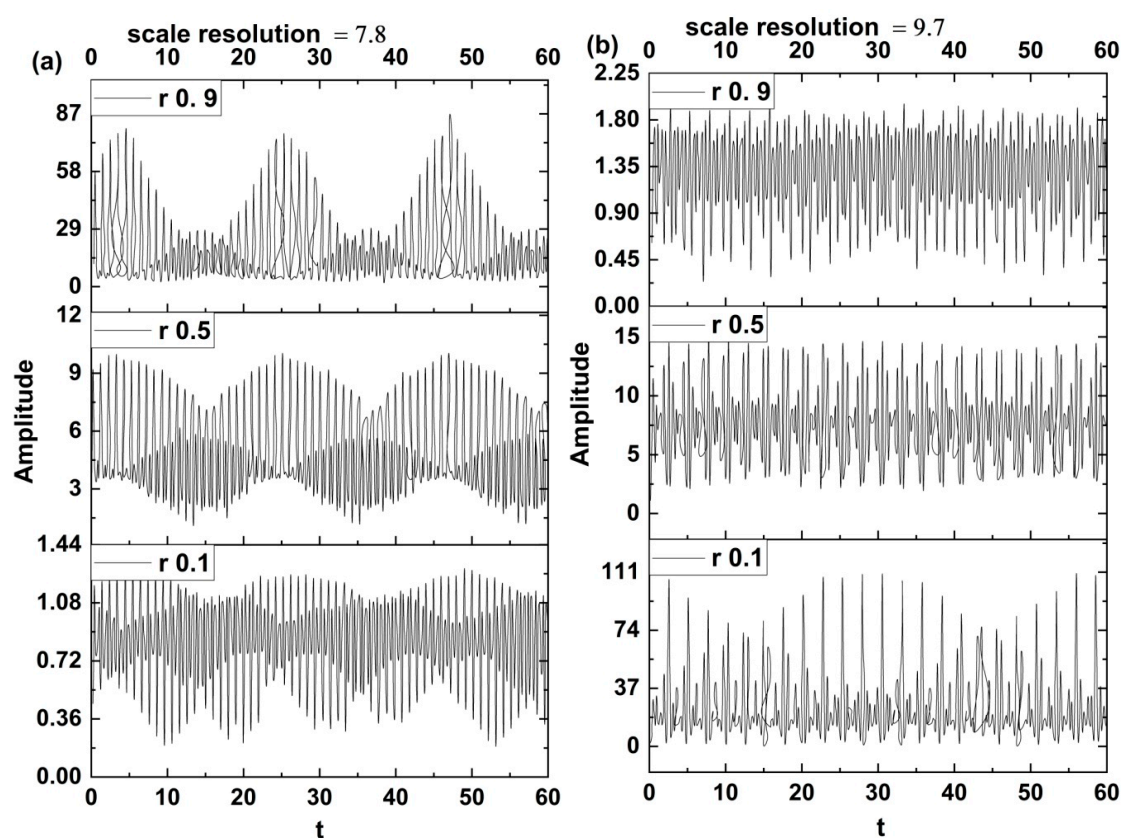 scale resolution = 7.8
(a)
0 10 20 30 40 50 60
r 0. 9
87
58
29
0
r 0.5
12
9
6
3
r 0.1
1.44
1.08
0.72
0.36
0.00
Amplitude
0 10 20 30 40 50 60
t
scale resolution = 9.7
(b)
0 10 20 30 40 50 60
r 0. 9
2.25
1.80
1.35
0.90
0.45
0.00
r 0.5
15
10
5
0
r 0.1
111
74
37
0
Amplitude
0 10 20 30 40 50 60
t